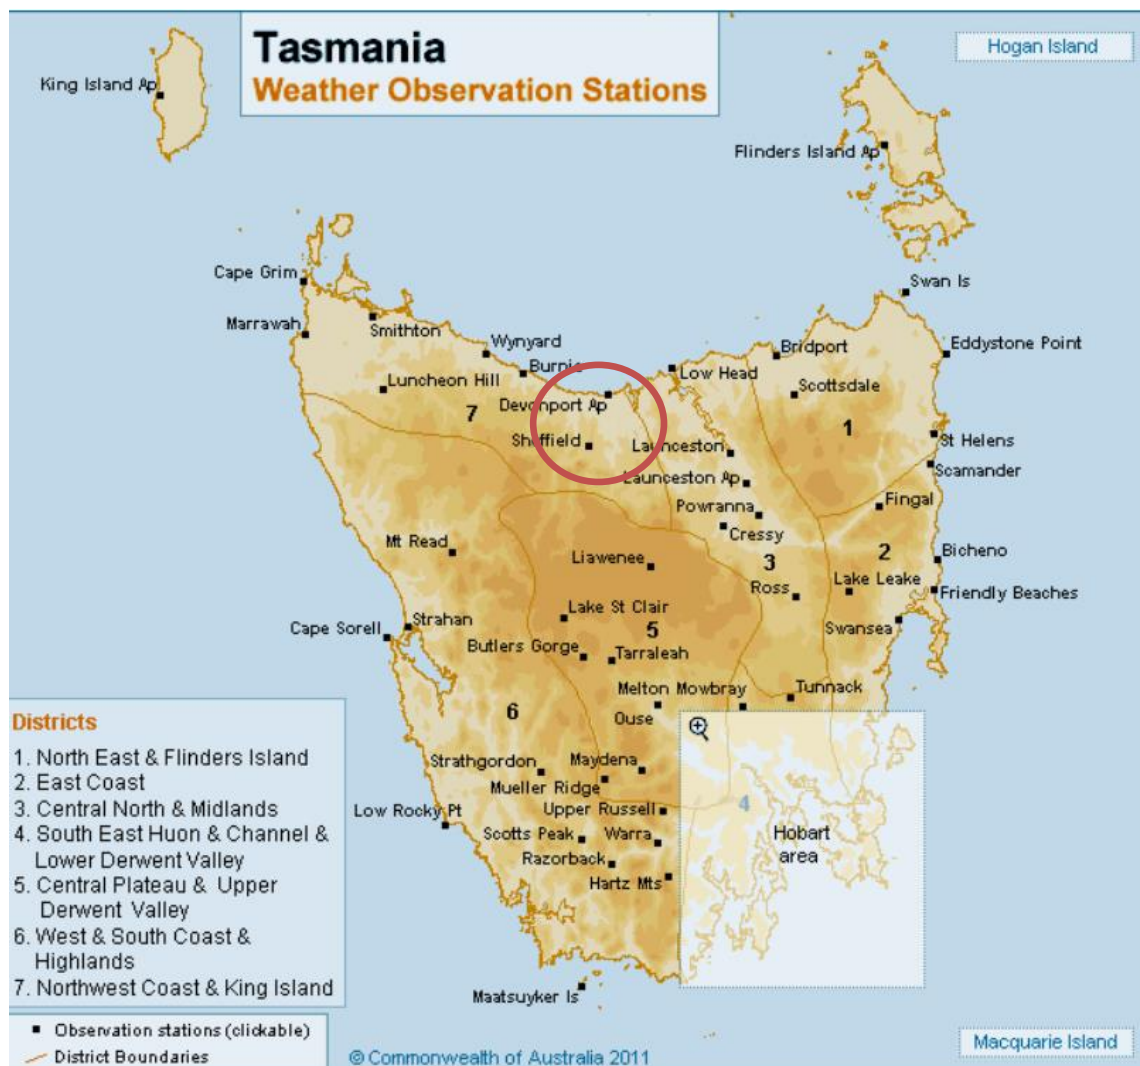 Tasmania
Weather Observation Stations
Hogan Island
King Island Ap
Flinders Island Ap
Cape Grim
Swan Is
Marrawah
Smithton
Wynyard
Bridport
Eddystone Point
Burnie
Low Head
Luncheon Hill
Scottsdale
7
Devonport Ap
1
Sheffield
Launceston
St Helens
Scamander
Launceston Ap
Powranna
Fingal
Cressy
Mt Read
2
Bicheno
Liawenee
3
Lake Leake
Ross
Friendly Beaches
Lake St Clair
Strahan
Cape Sorell
5
Swansea
Butlers Gorge
Tarraleah
Melton Mowbray
Tunnack
6
Ouse
Strathgordon
Maydena
Mueller Ridge
Low Rocky Pt
Upper Russell
4
Scotts Peak
Warra
Hobart
area
Razorback
Hartz Mts
Maatsuyker Is
Districts
1. North East & Flinders Island
2. East Coast
3. Central North & Midlands
4. South East Huon & Channel &
Lower Derwent Valley
5. Central Plateau & Upper
Derwent Valley
6. West & South Coast &
Highlands
7. Northwest Coast & King Island
Observation stations (clickable)
District Boundaries
© Commonwealth of Australia 2011
Macquarie Island